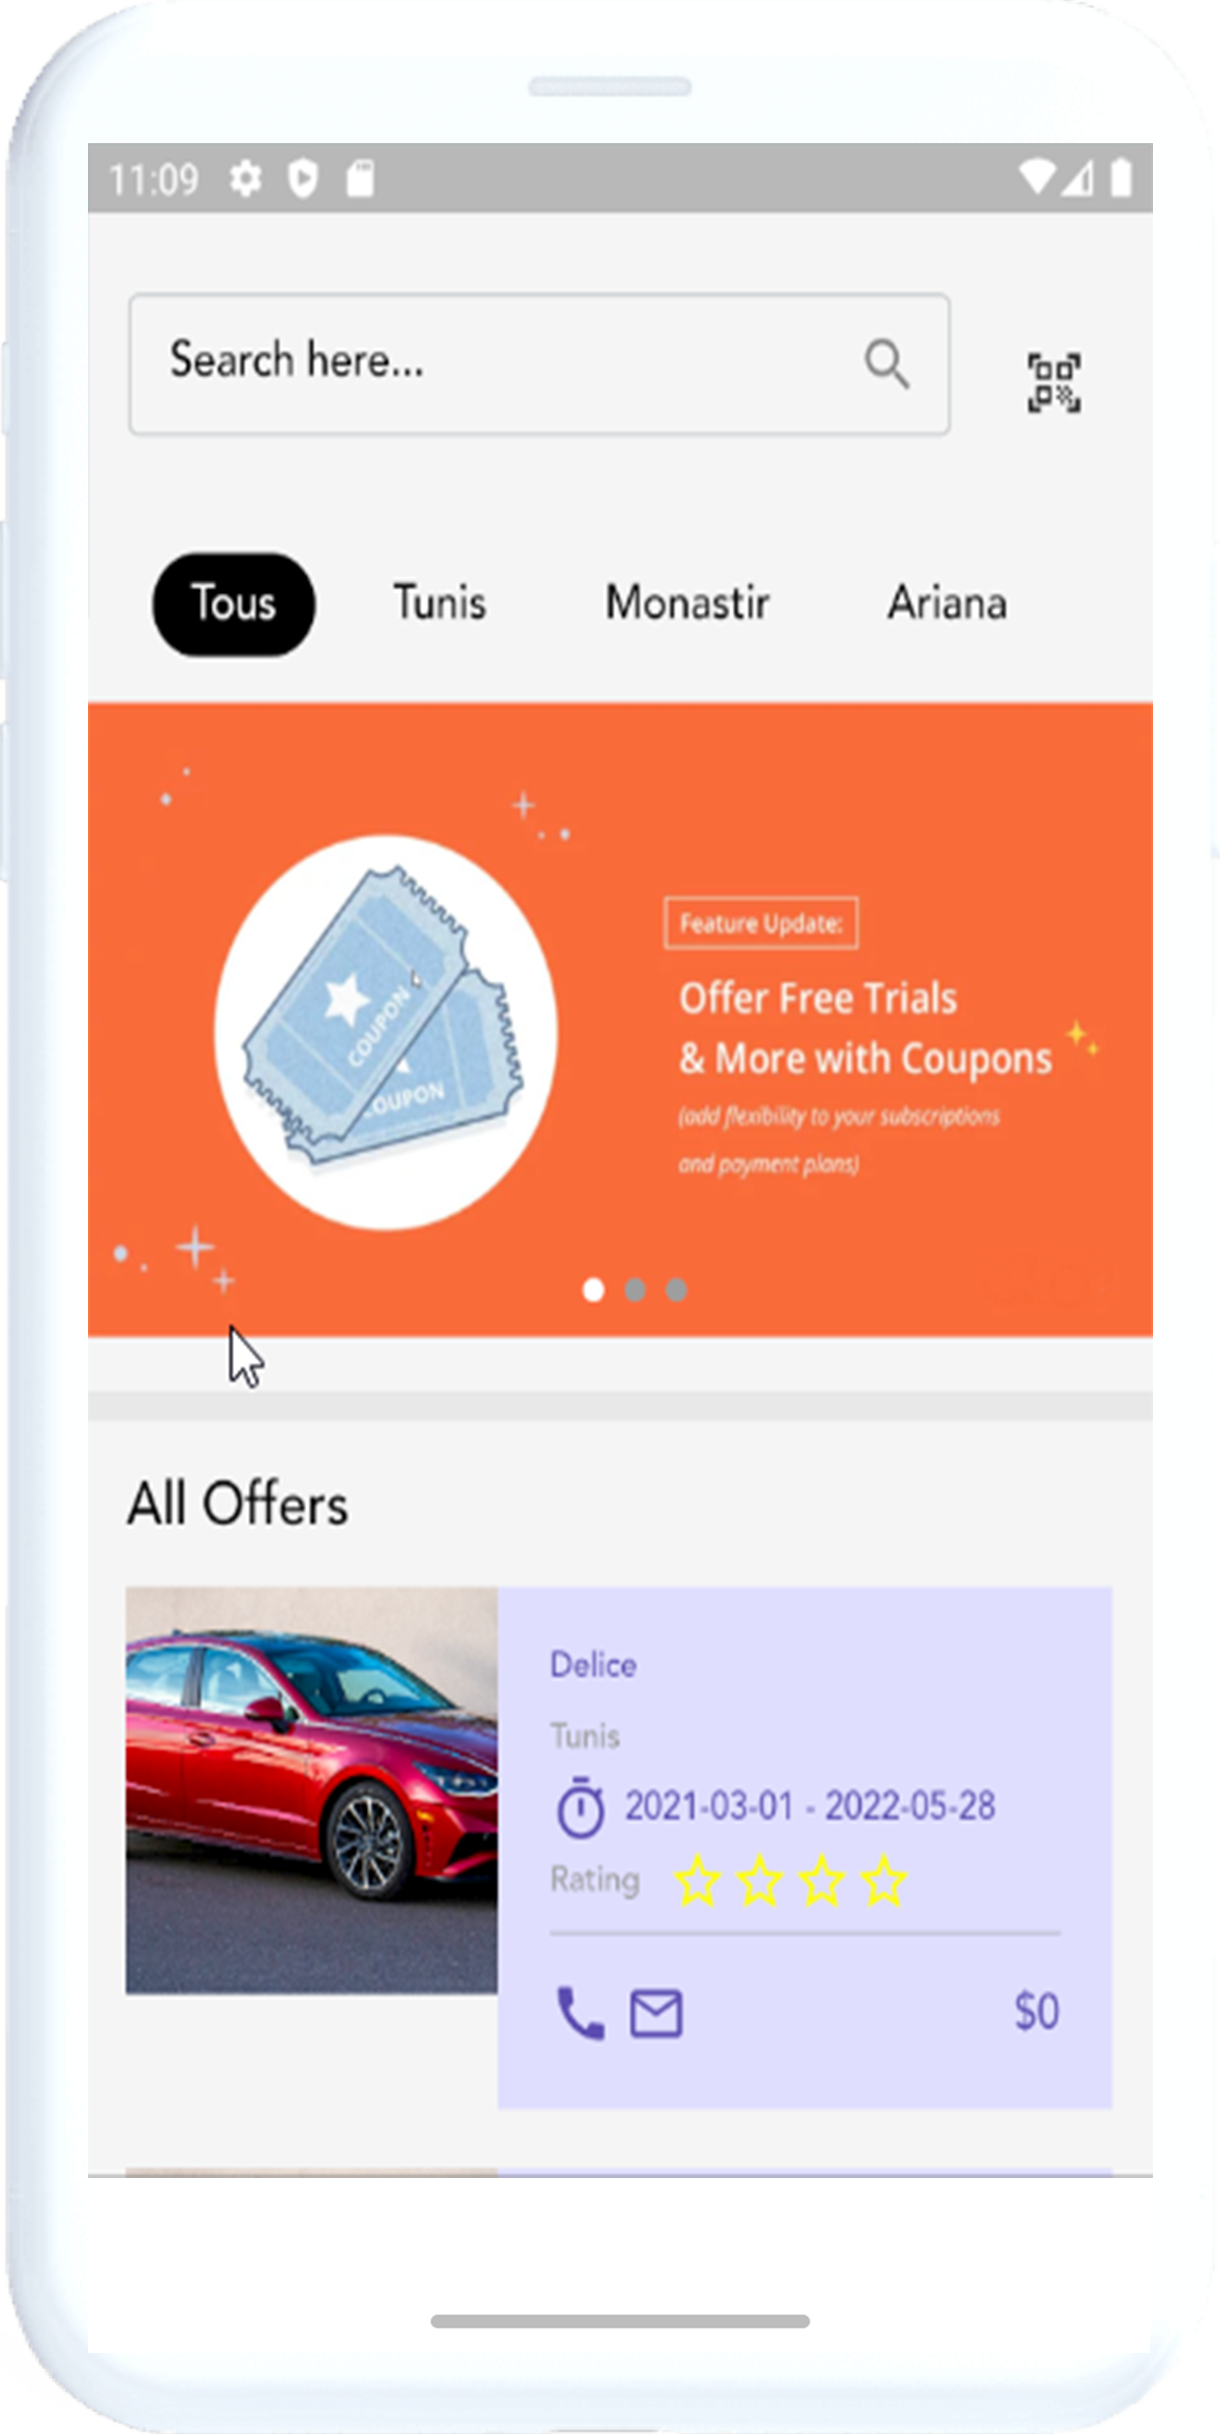 11:09
Search here...
Tous Tunis Monastir Ariana
COUPON
COUPON
Feature Update:
Offer Free Trials
& More with Coupons
(add flexibility to your subscriptions
and payment plans)
All Offers
Delice
Tunis
2021-03-01 - 2022-05-28
Rating
$0